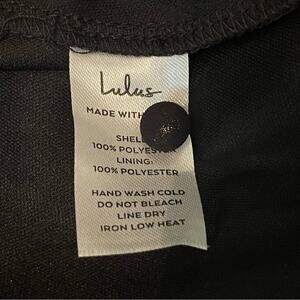 Lulus
MADE WITH
SHELL
100% POLYESTER
LINING:
100% POLYESTER
HAND WASH COLD
DO NOT BLEACH
LINE DRY
IRON LOW HEAT